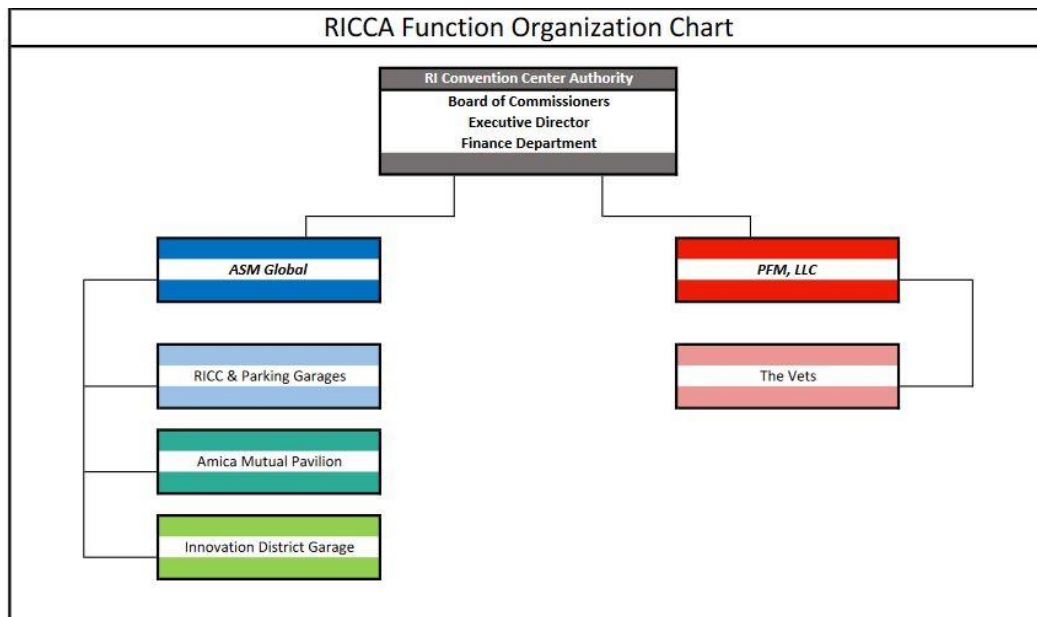 RICCA Function Organization Chart
RI Convention Center Authority
Board of Commissioners
Executive Director
Finance Department
ASM Global
PFM, LLC
RICC & Parking Garages
The Vets
Amica Mutual Pavilion
Innovation District Garage